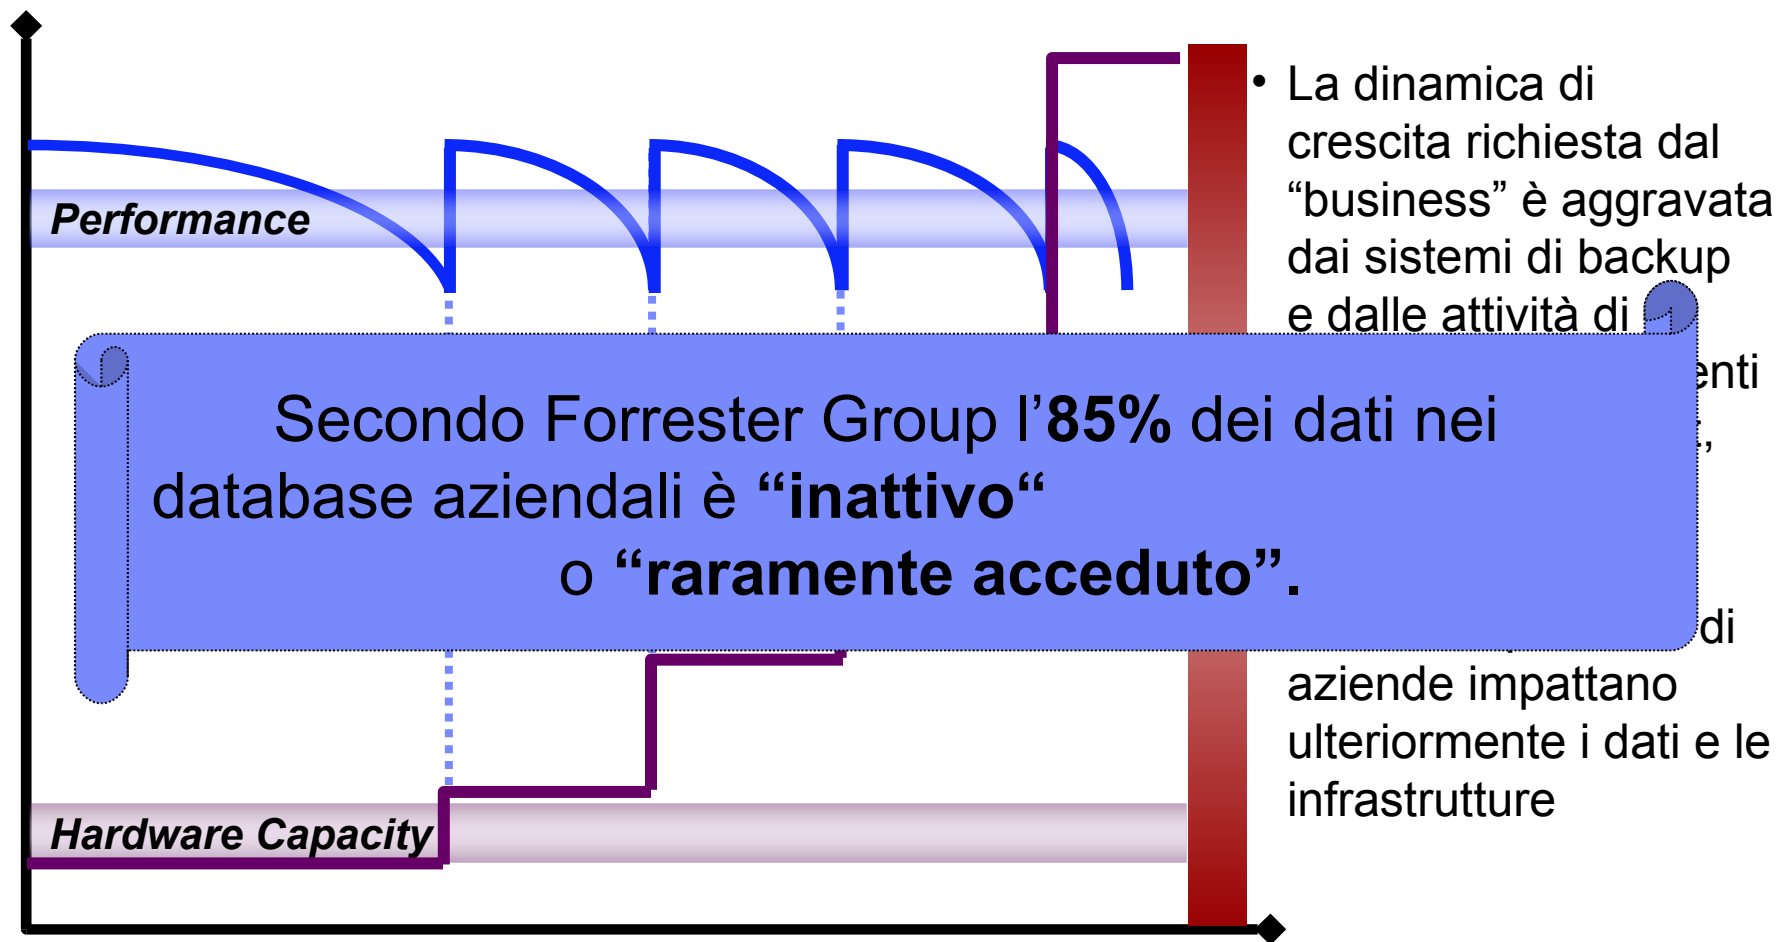 • La dinamica di
crescita richiesta dal
“business” è aggravata
dai sistemi di backup
e dalle attività di
Performance
Secondo Forrester Group l’85% dei dati nei
database aziendali è “inattivo“
o “raramente acceduto”.
di
aziende impattano
ulteriormente i dati e le
infrastrutture
Hardware Capacity